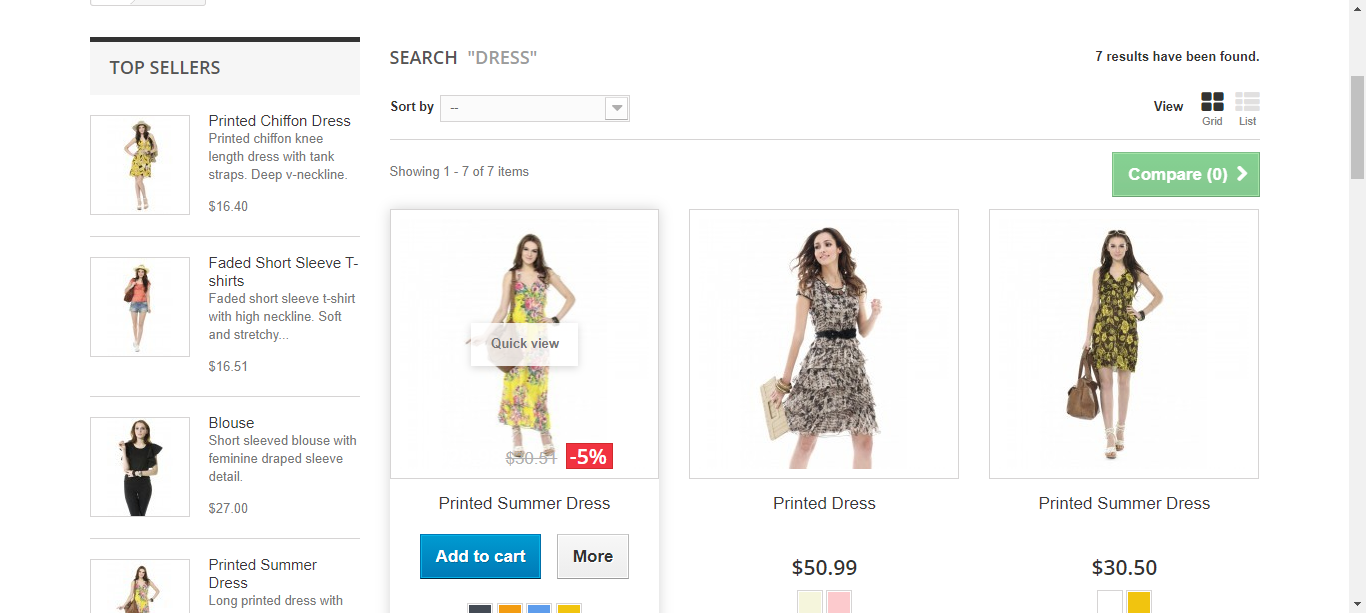 TOP SELLERS
Printed Chiffon Dress
Printed chiffon knee
length dress with tank
straps. Deep v-neckline.
$16.40
Faded Short Sleeve T-
shirts
Faded short sleeve t-shirt
with high neckline. Soft
and stretchy...
$16.51
Blouse
Short sleeved blouse with
feminine draped sleeve
detail.
$27.00
Printed Summer
Dress
Long printed dress with
SEARCH "DRESS"
7 results have been found.
Sort by --
View
Grid
List
Showing 1 - 7 of 7 items
Compare (0)
Quick view
$30.51 -5%
Printed Summer Dress
Add to cart
More
Printed Dress
$50.99
Printed Summer Dress
$30.50